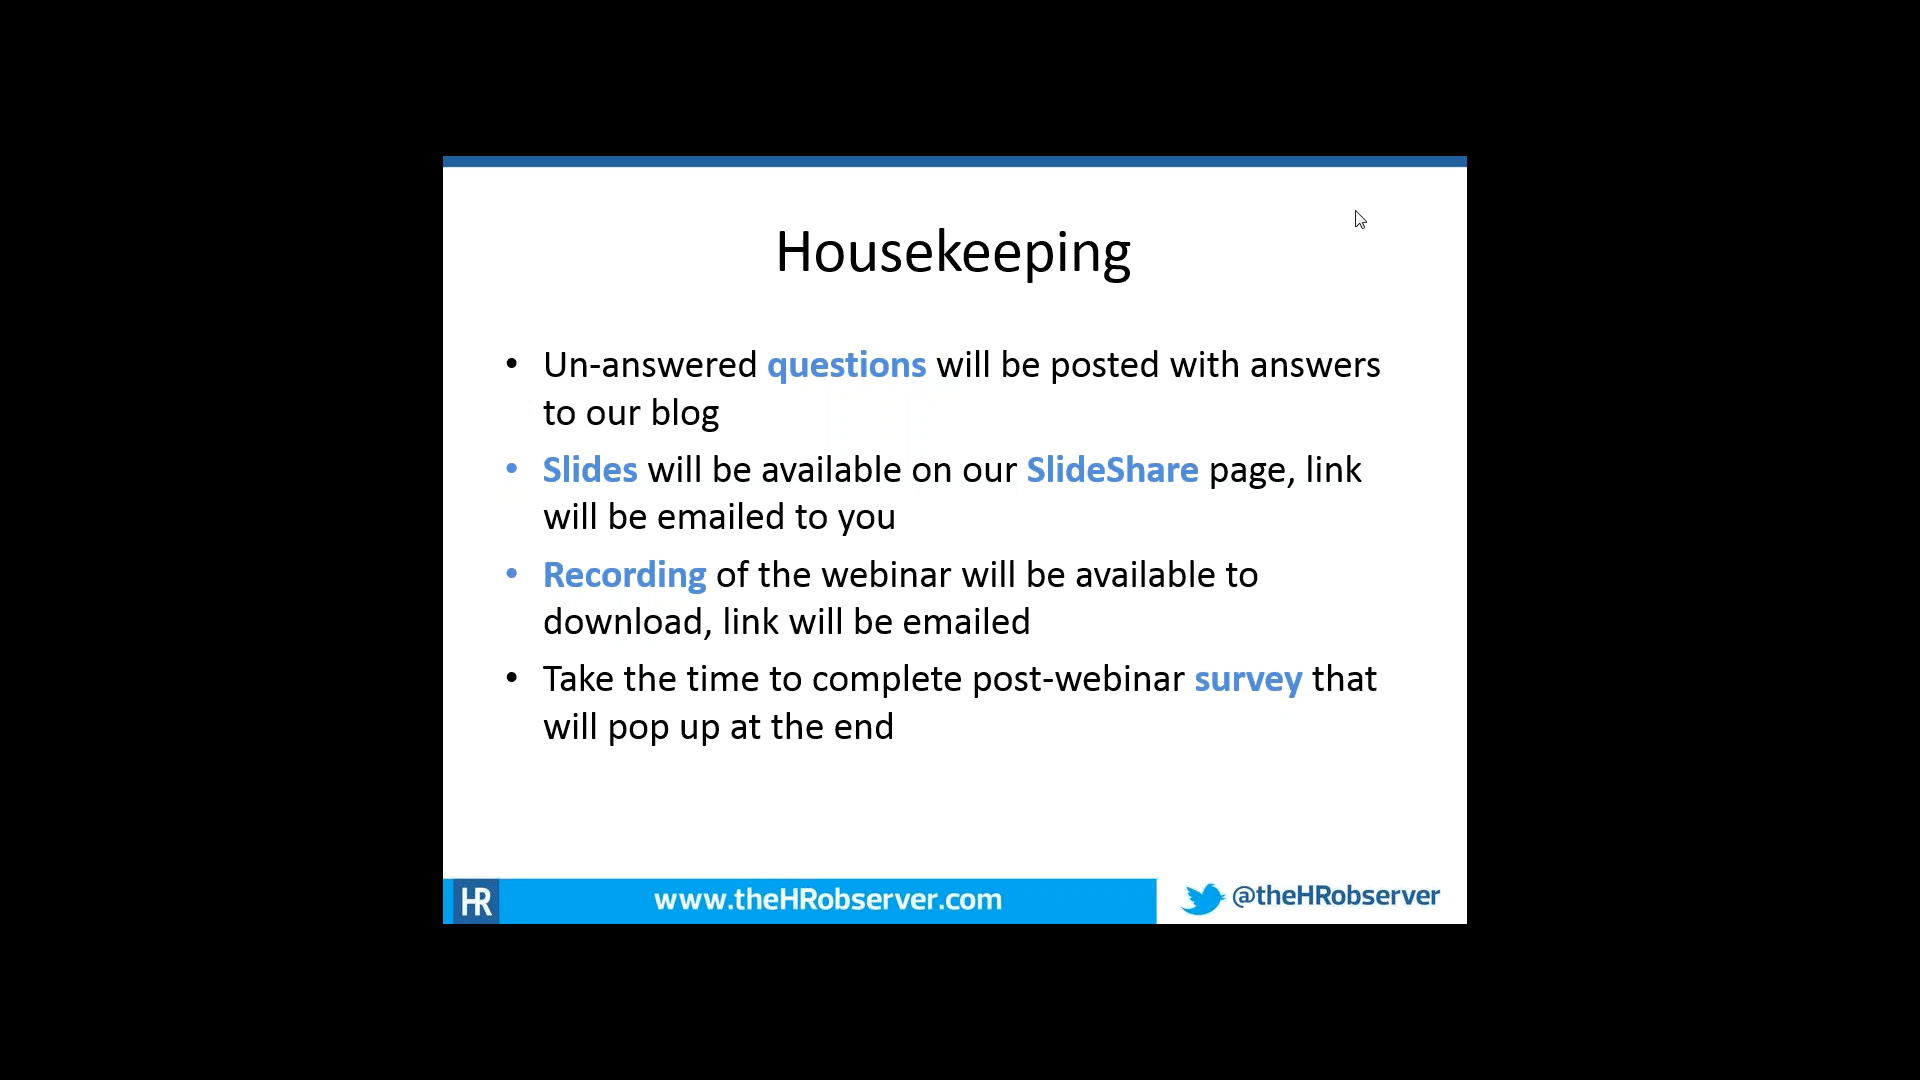 Housekeeping
• Un-answered questions will be posted with answers
to our blog
• Slides will be available on our SlideShare page, link
will be emailed to you
• Recording of the webinar will be available to
download, link will be emailed
• Take the time to complete post-webinar survey that
will pop up at the end
HR www.theHRobserver.com @theHRobserver